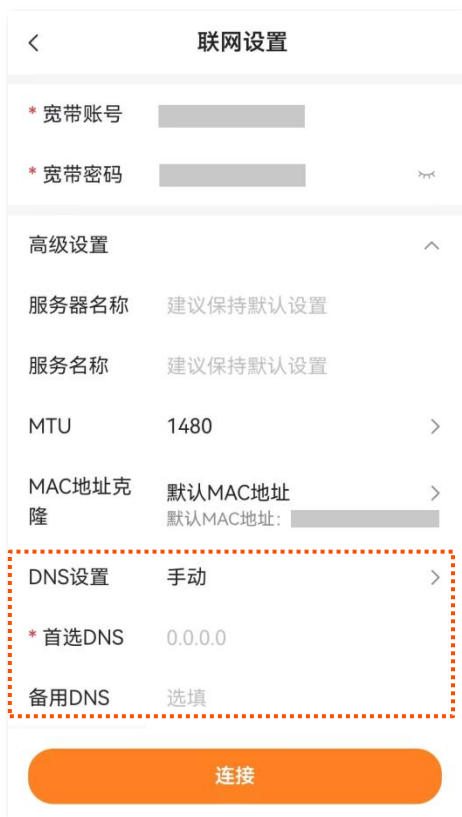 联网设置
* 宽带账号
* 宽带密码
高级设置
服务器名称 建议保持默认设置
服务名称 建议保持默认设置
MTU 1480
MAC地址克隆 默认MAC地址
默认MAC地址:
DNS设置 手动
* 首选DNS 0.0.0.0
备用DNS 选填
连接